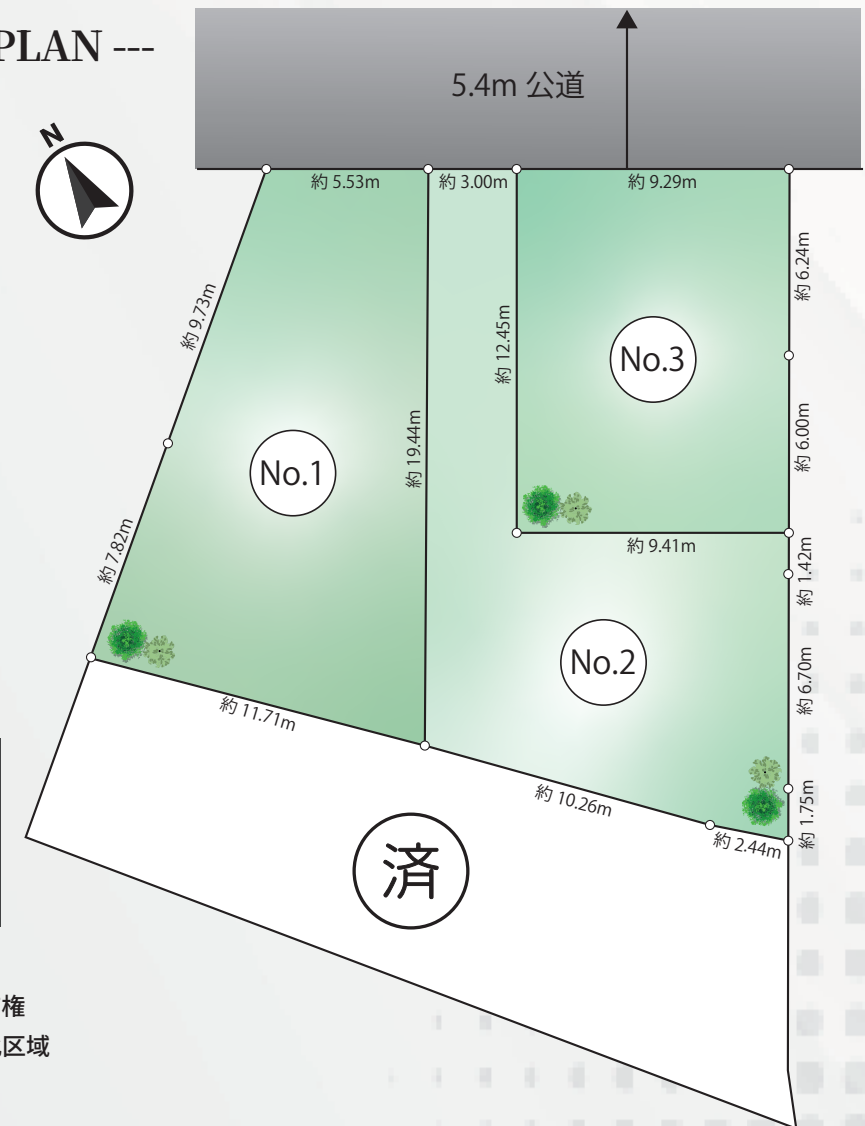 PLAN ---
N
5.4m 公道
約 5.53m
約 3.00m
約 9.29m
約 9.73m
約 7.82m
約 19.44m
約 12.45m
約 6.24m
約 6.00m
約 9.41m
約 1.42m
約 6.70m
約 1.75m
約 11.71m
約 10.26m
約 2.44m
No.1
No.3
No.2
済
権
区域